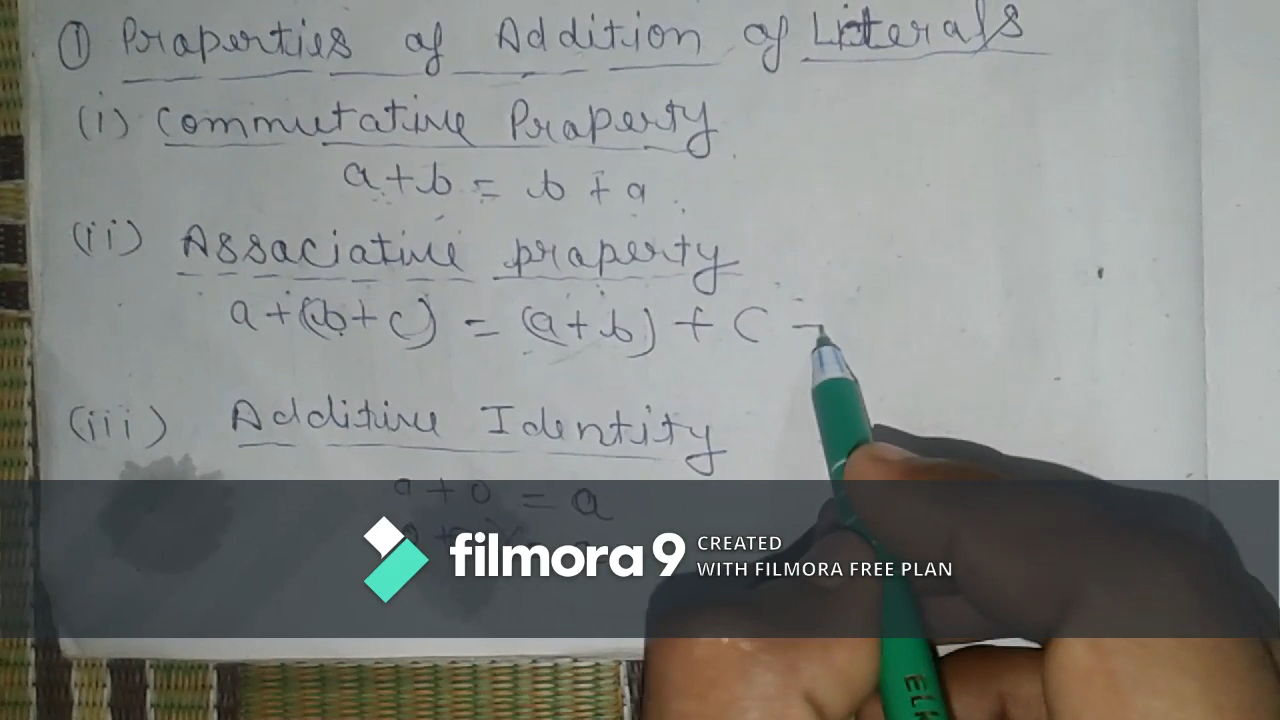 ① Properties of Addition of Literals
(i) Commutative Property
a + b = b + a
(ii) Associative property
a + (b + c) = (a + b) + c
(iii) Additive Identity
a + 0 = a
filmora 9 CREATED
WITH FILMORA FREE PLAN